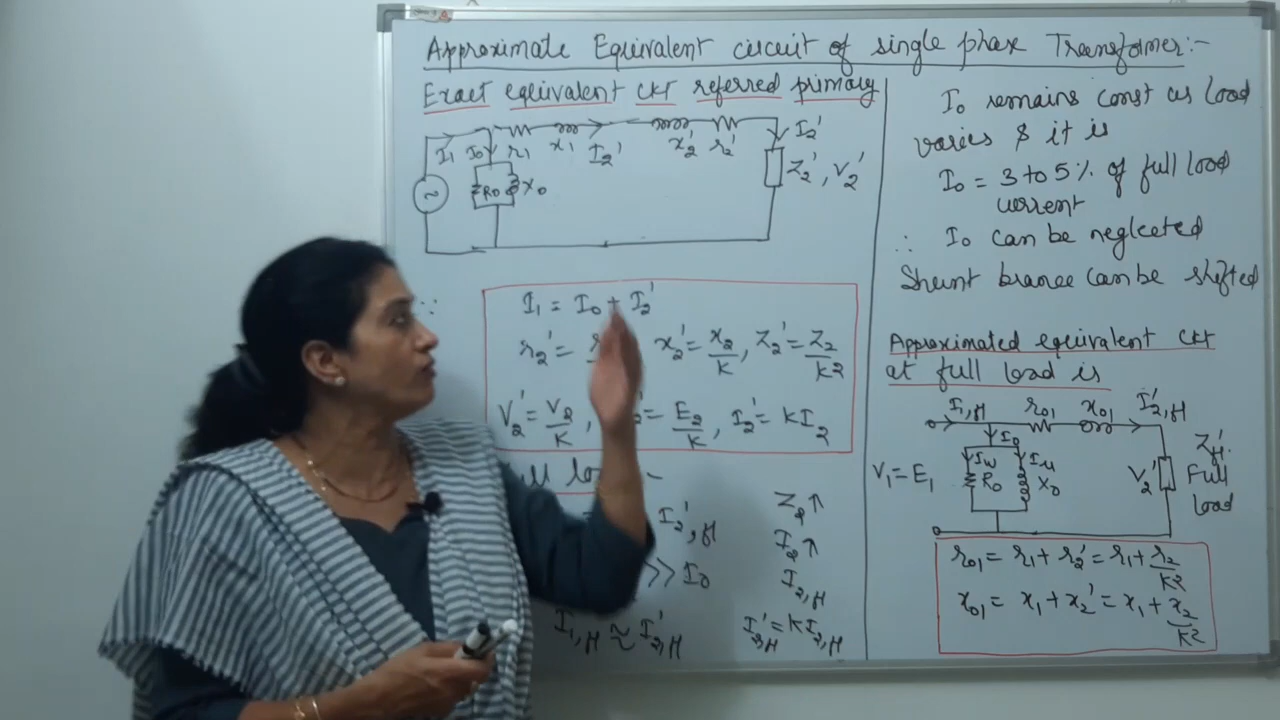 Approximate Equivalent circuit of single phase Transformer:-
Exact equivalent CKT referred primary
I₁ I₀ r₁ x₁ I₂' x₂' r₂' I₂'
R₀ X₀ Z₂', V₂'
∵ I₁ = I₀ + I₂'
r₂' = x₂' = x₂/K, Z₂' = Z₂/K2
V₂' = V₂/K, = E₂/K, I₂' = KI₂
I₂',fl Z₂↑
>> I₀ I₂↑
I₂,fl
I₁,fl ≈ I₂',fl I₂',fl = KI₂,fl
I₀ remains const as load
varies & it is
I₀ = 3 to 5% of full load
current
∴ I₀ can be neglected
Shunt brance can be shifted
Approximated equivalent CKT
at full load is
I₁,fl r₀₁ x₀₁ I₂',fl
I₀
V₁ = E₁ Iw R₀ Iμ X₀ V₂' Zfl' Full load
r₀₁ = r₁ + r₂' = r₁ + r₂/K2
x₀₁ = x₁ + x₂' = x₁ + x₂/K2